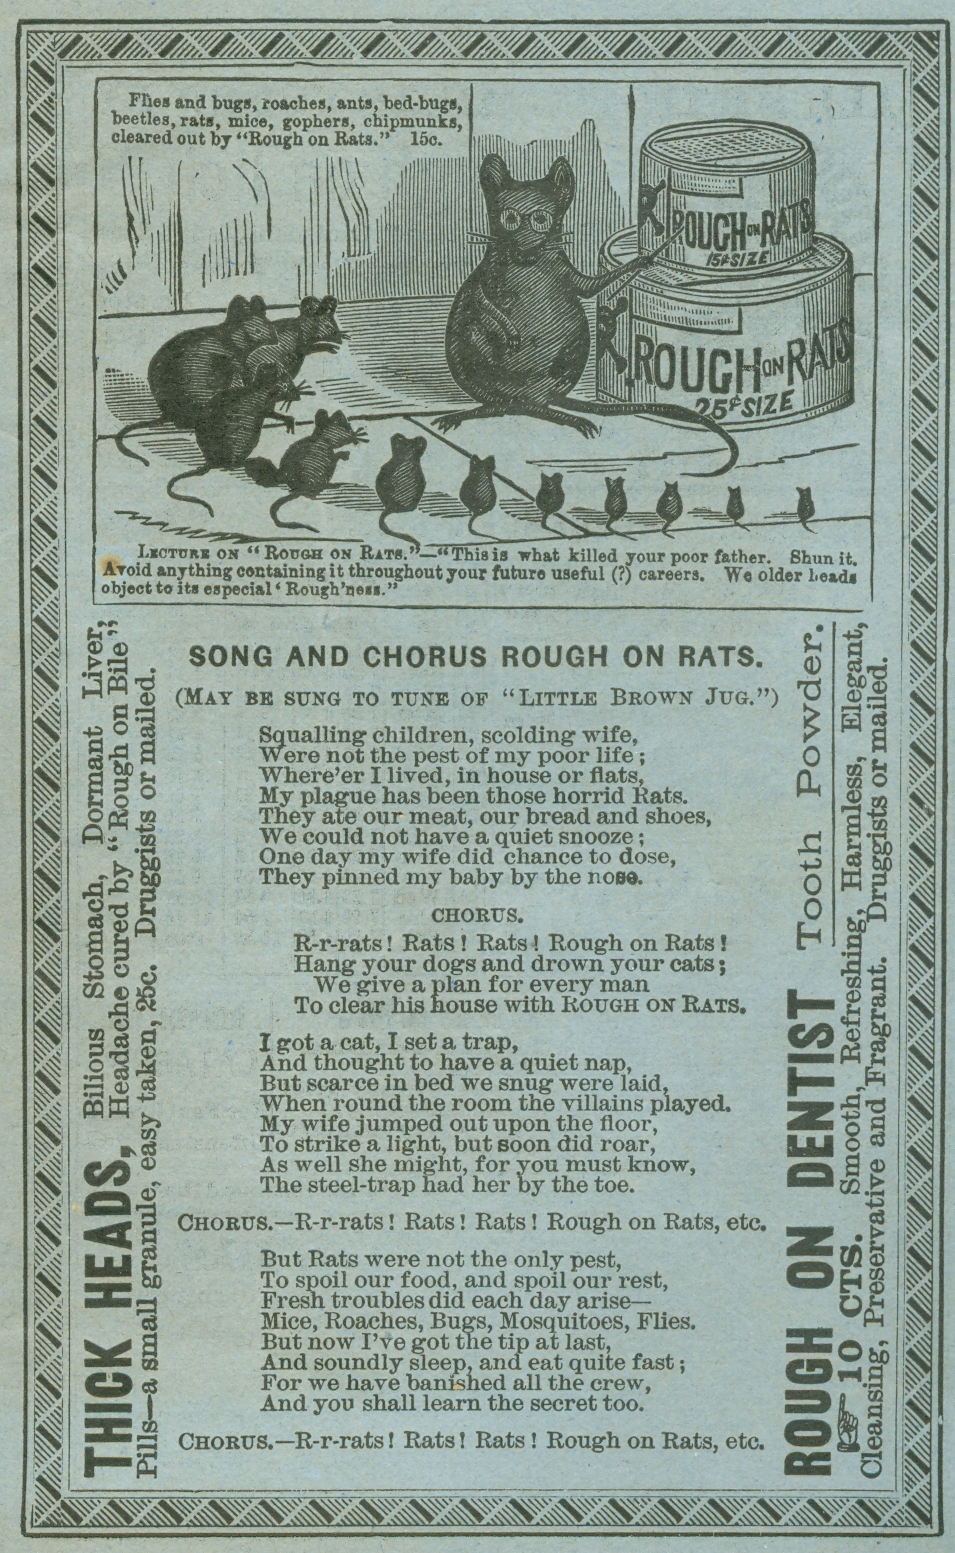 Flies and bugs, roaches, ants, bed-bugs,
beetles, rats, mice, gophers, chipmunks,
cleared out by "Rough on Rats." 15c.
ROUGH ON RATS
15¢ SIZE
ROUGH ON RATS
25¢ SIZE
LECTURE ON "ROUGH ON RATS."—"This is what killed your poor father. Shun it.
Avoid anything containing it throughout your future useful (?) careers. We older heads
object to its especial 'Rough'ness."
SONG AND CHORUS ROUGH ON RATS.
(MAY BE SUNG TO TUNE OF "LITTLE BROWN JUG.")
Squalling children, scolding wife,
Were not the pest of my poor life;
Where'er I lived, in house or flats,
My plague has been those horrid Rats.
They ate our meat, our bread and shoes,
We could not have a quiet snooze;
One day my wife did chance to dose,
They pinned my baby by the nose.
CHORUS.
R-r-rats! Rats! Rats! Rough on Rats!
Hang your dogs and drown your cats;
We give a plan for every man
To clear his house with ROUGH ON RATS.
I got a cat, I set a trap,
And thought to have a quiet nap,
But scarce in bed we snug were laid,
When round the room the villains played.
My wife jumped out upon the floor,
To strike a light, but soon did roar,
As well she might, for you must know,
The steel-trap had her by the toe.
CHORUS.—R-r-rats! Rats! Rats! Rough on Rats, etc.
But Rats were not the only pest,
To spoil our food, and spoil our rest,
Fresh troubles did each day arise—
Mice, Roaches, Bugs, Mosquitoes, Flies.
But now I've got the tip at last,
And soundly sleep, and eat quite fast;
For we have banished all the crew,
And you shall learn the secret too.
CHORUS.—R-r-rats! Rats! Rats! Rough on Rats, etc.
THICK HEADS, Bilious Stomach, Dormant Liver,
Headache cured by "Rough on Bile"
Pills—a small granule, easy taken, 25c. Druggists or mailed.
ROUGH ON DENTIST Tooth Powder.
10 CTS. Smooth, Refreshing, Harmless, Elegant,
Cleansing, Preservative and Fragrant. Druggists or mailed.